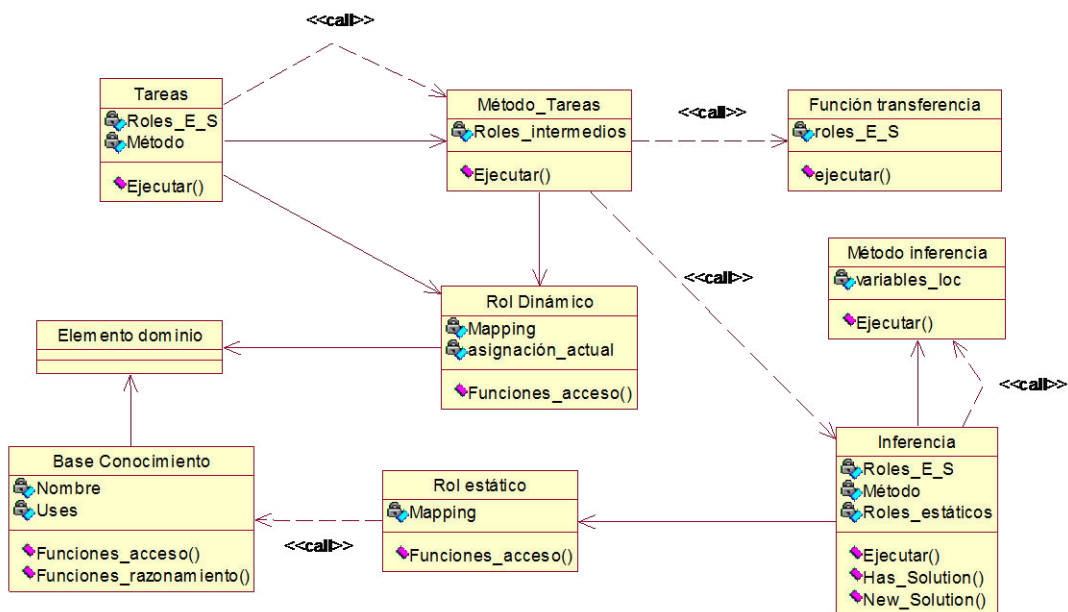 <<call>>
Tareas
Roles_E_S
Método
Ejecutar()
Método_Tareas
Roles_intermedios
Ejecutar()
<<call>>
Función transferencia
roles_E_S
ejecutar()
<<call>>
Método inferencia
variables_loc
Ejecutar()
<<call>>
Rol Dinámico
Mapping
asignación_actual
Funciones_acceso()
Elemento dominio
Base Conocimiento
Nombre
Uses
Funciones_acceso()
Funciones_razonamiento()
<<call>>
Rol estático
Mapping
Funciones_acceso()
Inferencia
Roles_E_S
Método
Roles_estáticos
Ejecutar()
Has_Solution()
New_Solution()